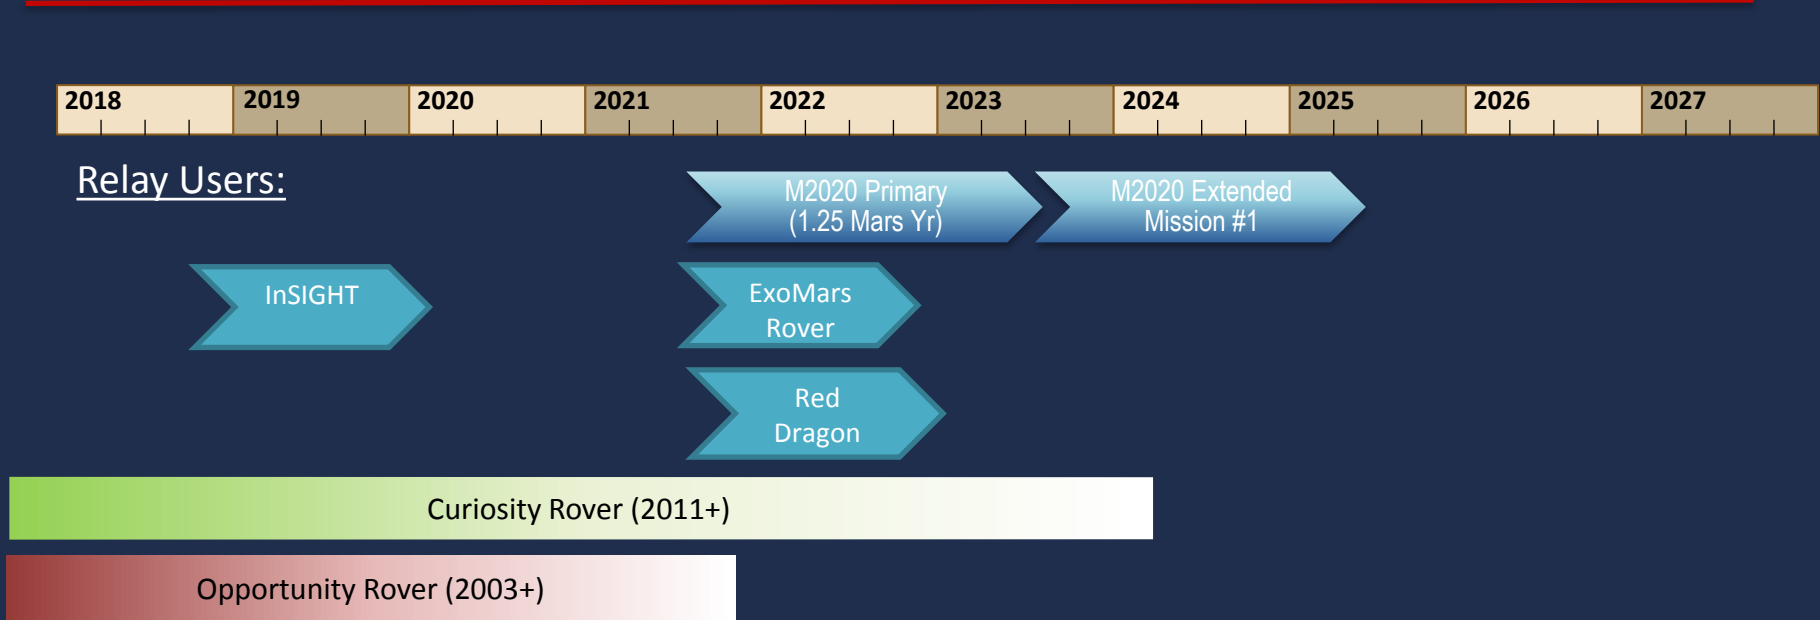 2018 2019 2020 2021 2022 2023 2024 2025 2026 2027
Relay Users:
M2020 Primary
(1.25 Mars Yr)
M2020 Extended
Mission #1
InSIGHT
ExoMars
Rover
Red
Dragon
Curiosity Rover (2011+)
Opportunity Rover (2003+)